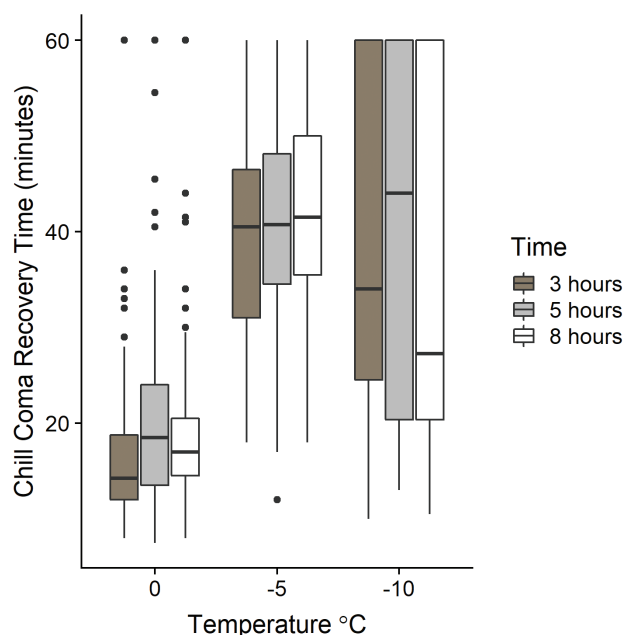 60
40
20
Chill Coma Recovery Time (minutes)
0
-5
-10
Temperature °C
Time
3 hours
5 hours
8 hours